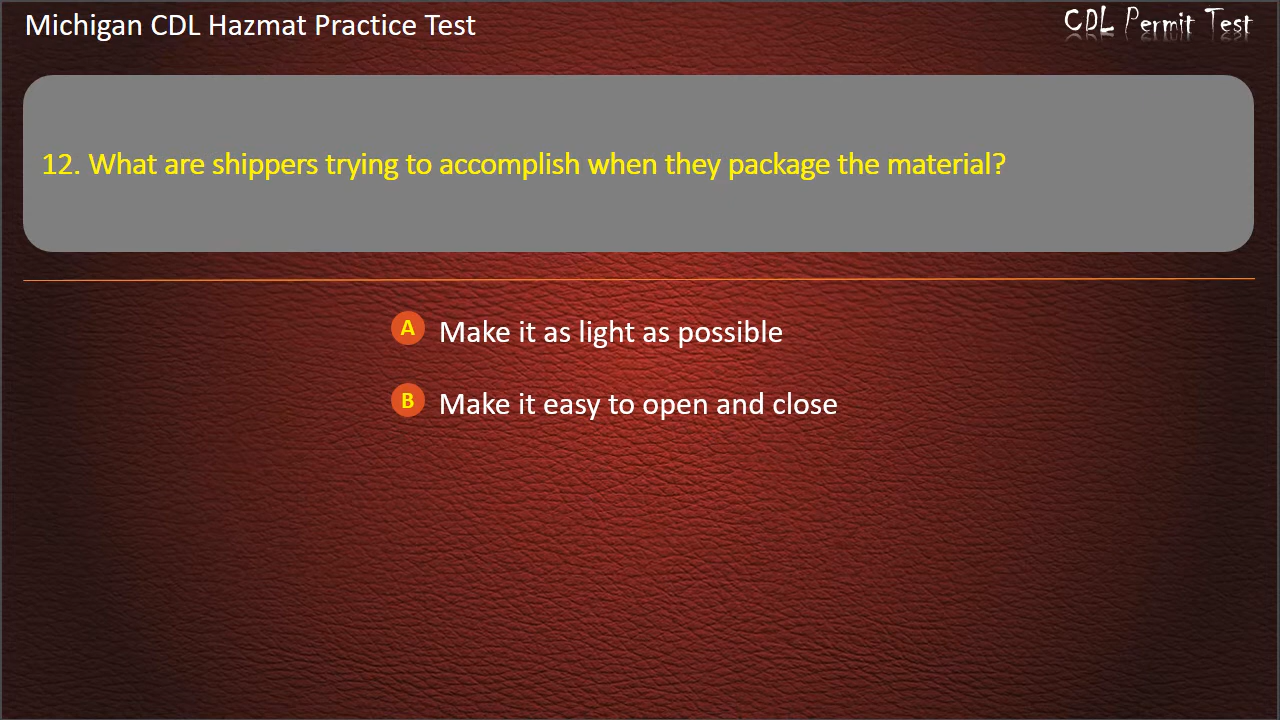 Michigan CDL Hazmat Practice Test
CDL Permit Test
12. What are shippers trying to accomplish when they package the material?
A Make it as light as possible
B Make it easy to open and close